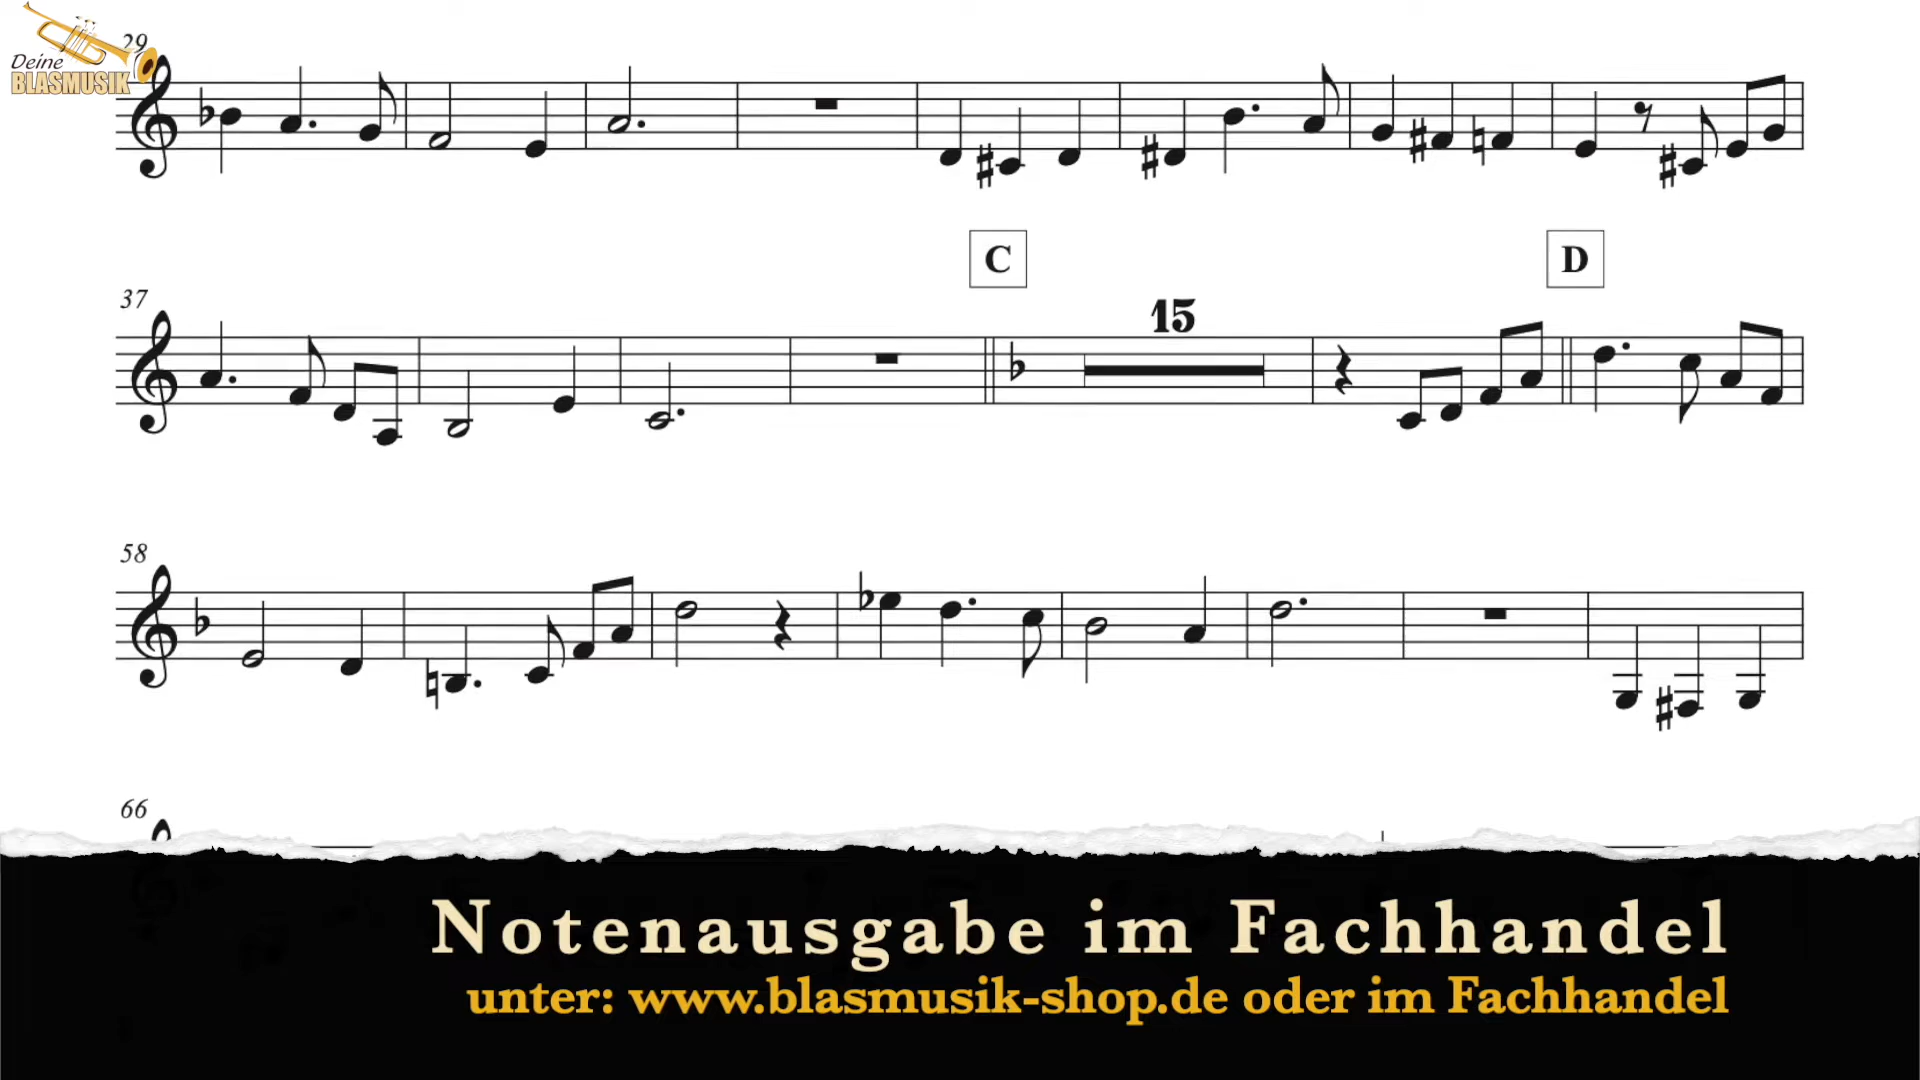 Deine
BLASMUSIK
29
C
D
37
15
58
66
Notenausgabe im Fachhandel
unter: www.blasmusik-shop.de oder im Fachhandel